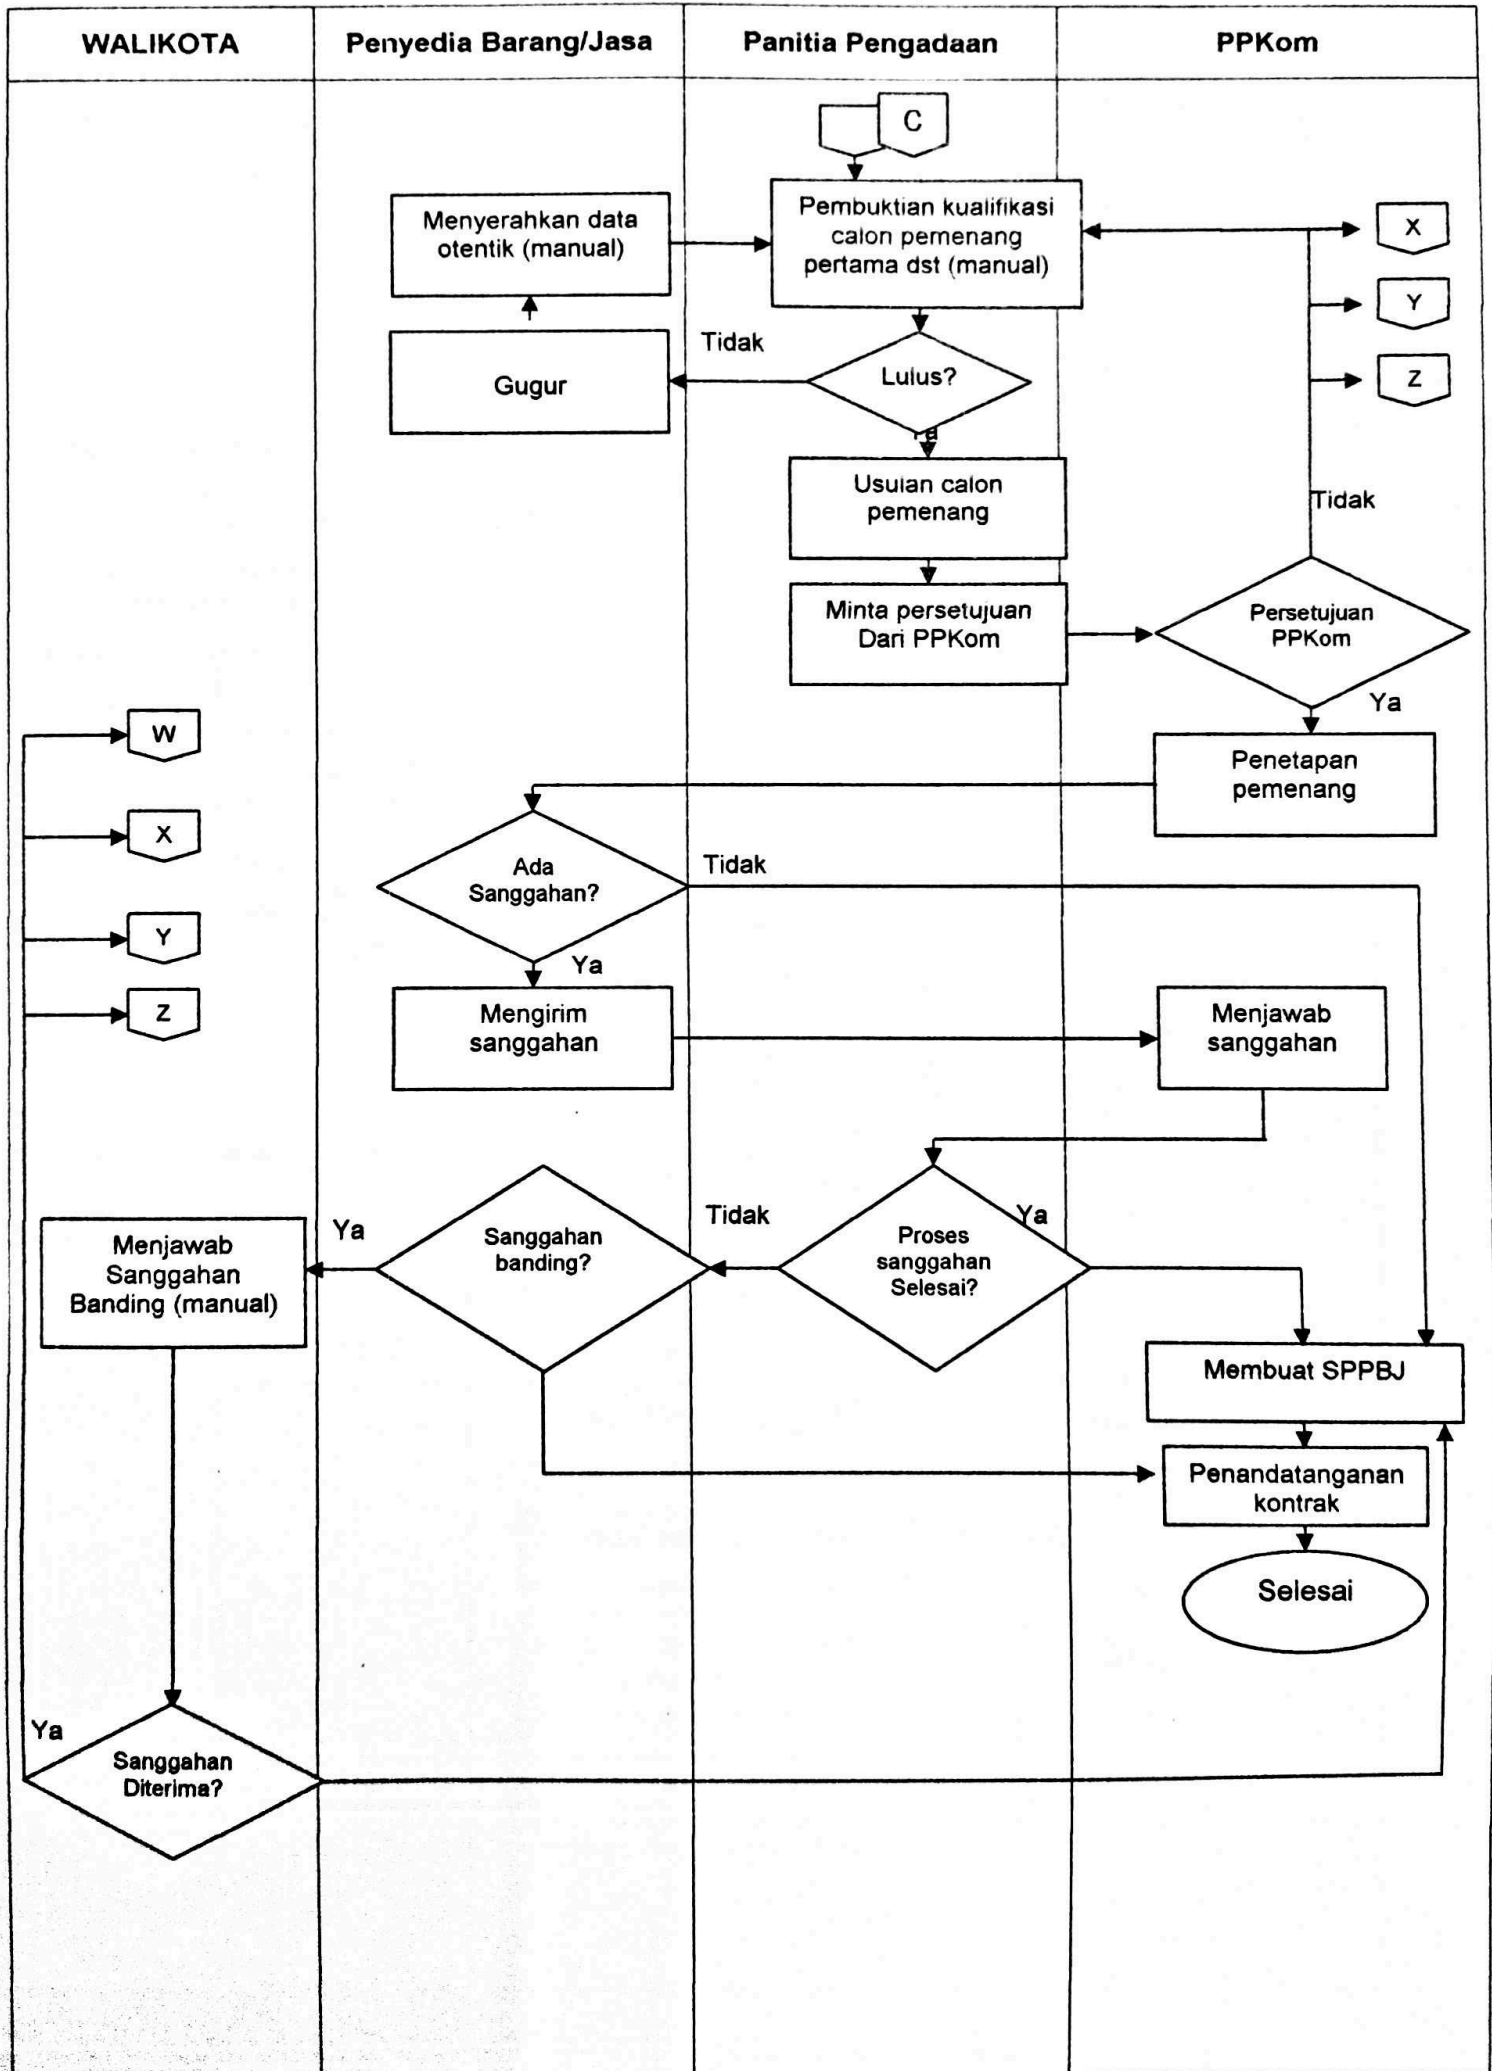 WALIKOTA
Penyedia Barang/Jasa
Panitia Pengadaan
PPKom
C
Menyerahkan data
otentik (manual)
Pembuktian kualifikasi
calon pemenang
pertama dst (manual)
X
Y
Z
Gugur
Tidak
Lulus?
Ya
Usulan calon
pemenang
Tidak
Minta persetujuan
Dari PPKom
Persetujuan
PPKom
Ya
Penetapan
pemenang
W
X
Y
Z
Ada
Sanggahan?
Tidak
Ya
Mengirim
sanggahan
Menjawab
sanggahan
Menjawab
Sanggahan
Banding (manual)
Ya
Sanggahan
banding?
Tidak
Proses
sanggahan
Selesai?
Ya
Membuat SPPBJ
Penandatanganan
kontrak
Selesai
Ya
Sanggahan
Diterima?